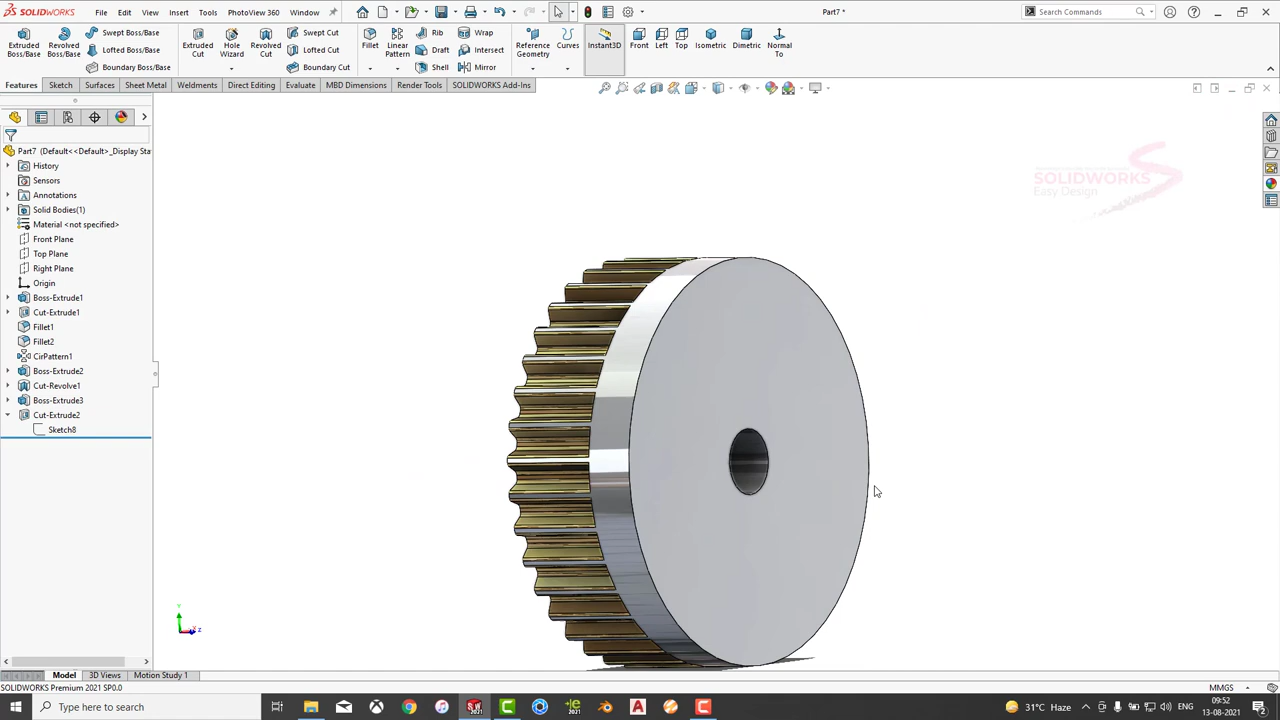 SOLIDWORKS File Edit View Insert Tools PhotoView 360 Window Part7 * Search Commands
Extruded Boss/Base Revolved Boss/Base Swept Boss/Base Lofted Boss/Base Boundary Boss/Base Extruded Cut Hole Wizard Revolved Cut Swept Cut Lofted Cut Boundary Cut Fillet Linear Pattern Rib Draft Shell Wrap Intersect Mirror Reference Geometry Curves Instant3D Front Left Top Isometric Dimetric Normal To
Features Sketch Surfaces Sheet Metal Weldments Direct Editing Evaluate MBD Dimensions Render Tools SOLIDWORKS Add-Ins
Part7 (Default<<Default>_Display Sta
History
Sensors
Annotations
Solid Bodies(1)
Material <not specified>
Front Plane
Top Plane
Right Plane
Origin
Boss-Extrude1
Cut-Extrude1
Fillet1
Fillet2
CirPattern1
Boss-Extrude2
Cut-Revolve1
Boss-Extrude3
Cut-Extrude2
Sketch8
SOLIDWORKS
Easy Design
Y
Z
Model 3D Views Motion Study 1
SOLIDWORKS Premium 2021 SP0.0 MMGS
Type here to search 31°C Haze ENG 09:52
13-08-2021